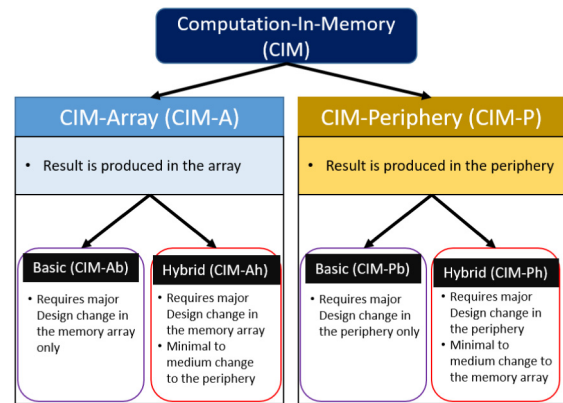 Computation-In-Memory
(CIM)
CIM-Array (CIM-A)
• Result is produced in the array
Basic (CIM-Ab)
• Requires major
Design change in
the memory array
only
Hybrid (CIM-Ah)
• Requires major
Design change in
the memory array
• Minimal to
medium change
to the periphery
CIM-Periphery (CIM-P)
• Result is produced in the periphery
Basic (CIM-Pb)
• Requires major
Design change in
the periphery only
Hybrid (CIM-Ph)
• Requires major
Design change in
the periphery
• Minimal to
medium change to
the memory array